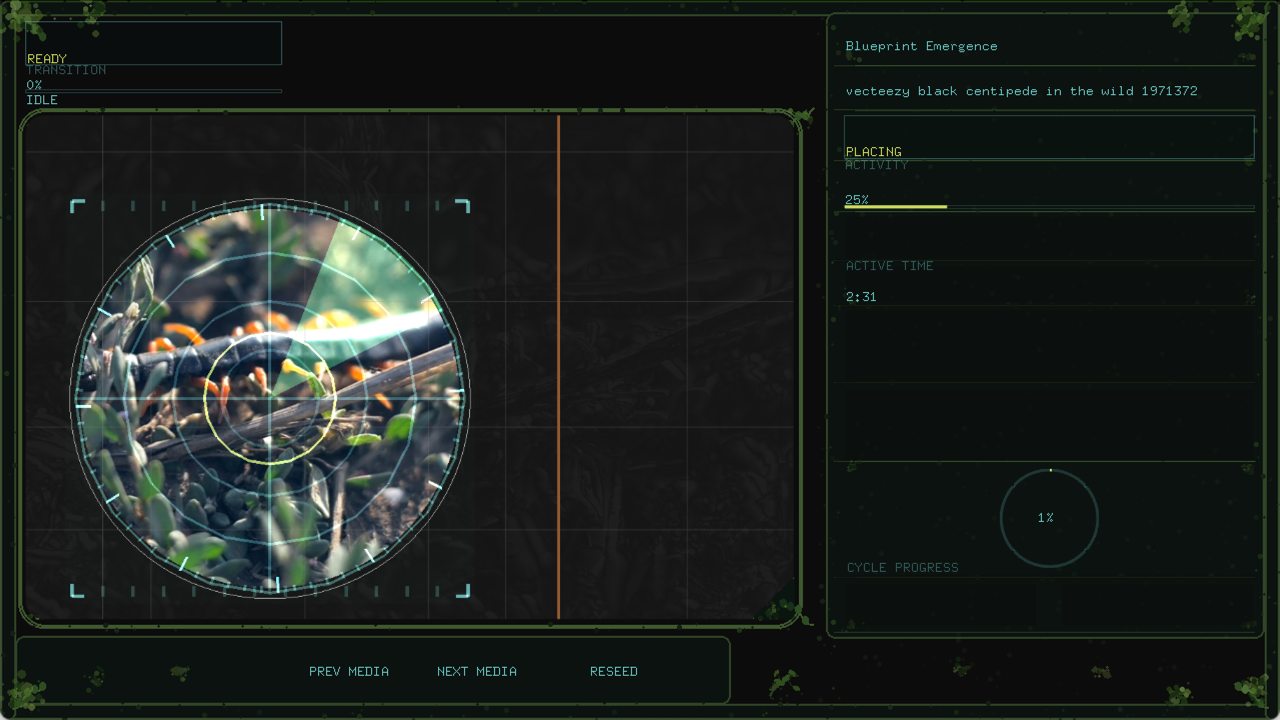 READY
TRANSITION
0%
IDLE
Blueprint Emergence
vecteezy black centipede in the wild 1971372
PLACING
ACTIVITY
25%
ACTIVE TIME
2:31
1%
CYCLE PROGRESS
PREV MEDIA
NEXT MEDIA
RESEED